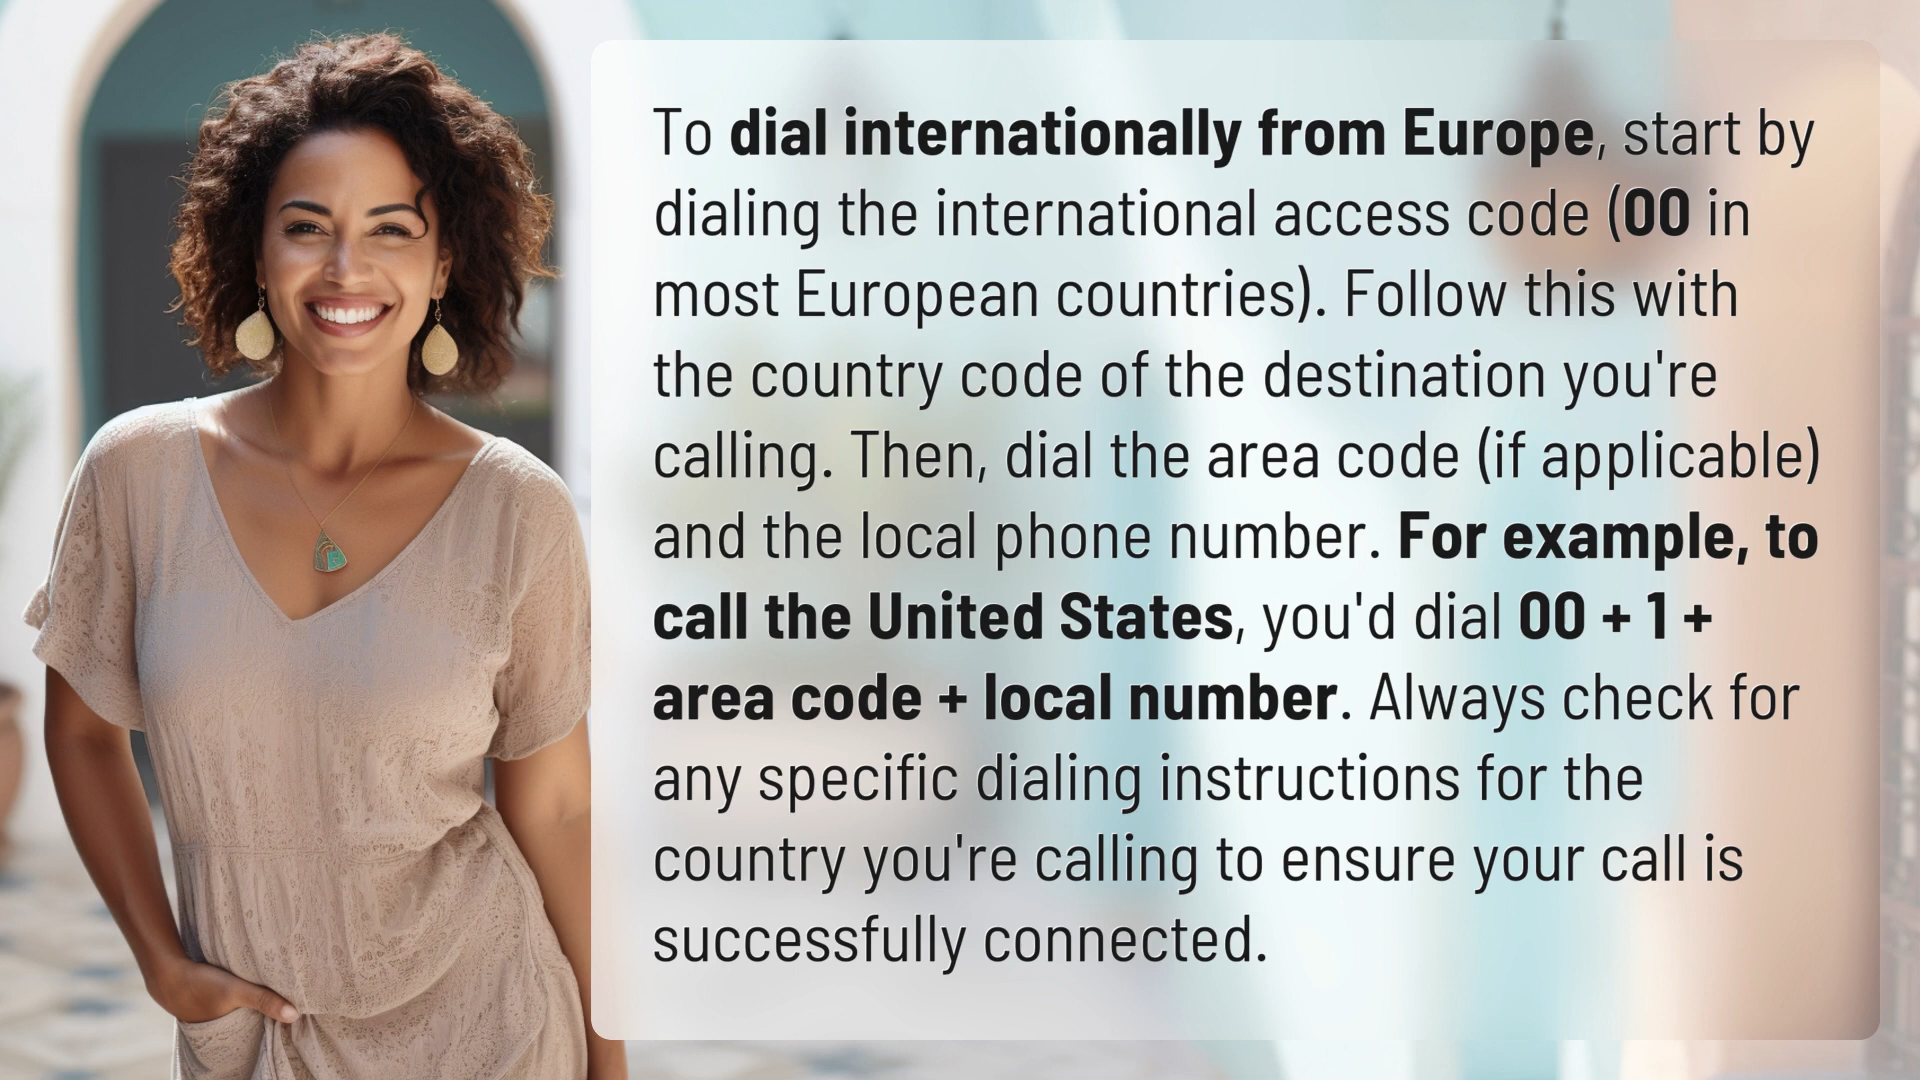 To dial internationally from Europe, start by
dialing the international access code (00 in
most European countries). Follow this with
the country code of the destination you're
calling. Then, dial the area code (if applicable)
and the local phone number. For example, to
call the United States, you'd dial 00 + 1 +
area code + local number. Always check for
any specific dialing instructions for the
country you're calling to ensure your call is
successfully connected.